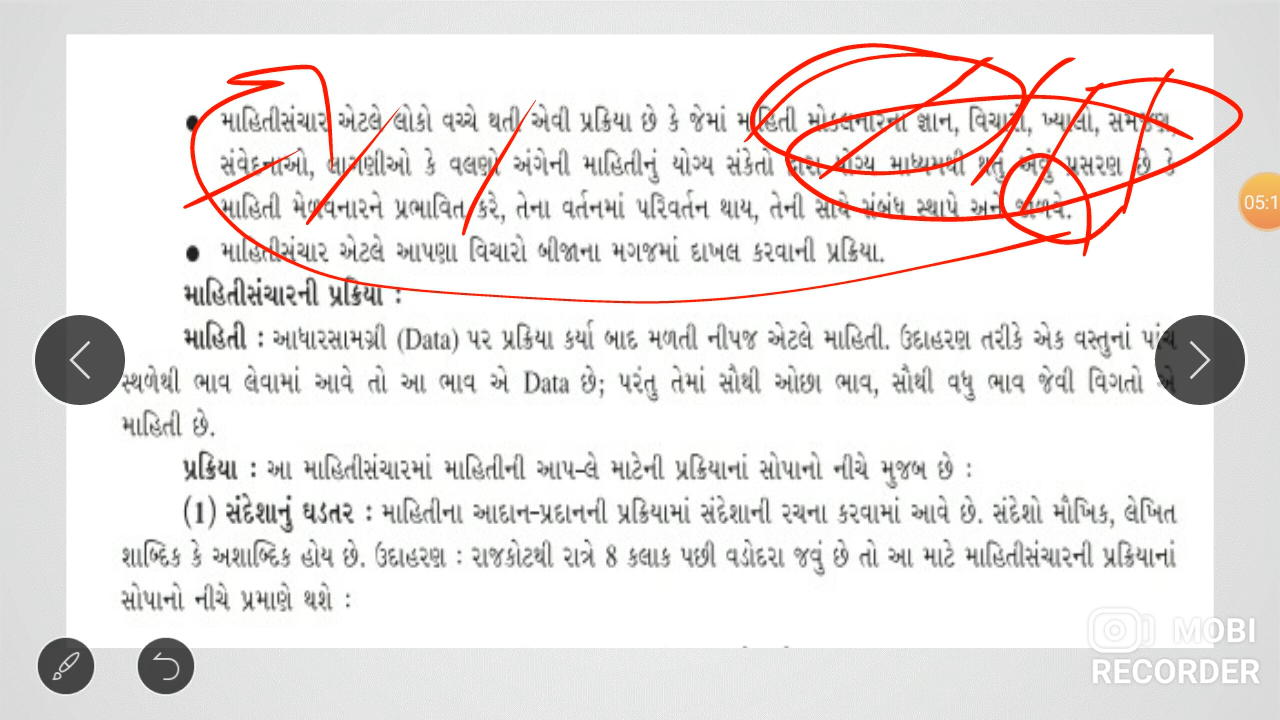 ● માહિતીસંચાર એટલે લોકો વચ્ચે થતી એવી પ્રક્રિયા છે કે જેમાં માહિતી મોકલનારના જ્ઞાન, વિચારો, ખ્યાલો, સમજણ,
સંવેદનાઓ, લાગણીઓ કે વલણો અંગેની માહિતીનું યોગ્ય સંકેતો દ્વારા યોગ્ય માધ્યમથી થતું એવું પ્રસરણ છે કે
માહિતી મેળવનારને પ્રભાવિત કરે, તેના વર્તનમાં પરિવર્તન થાય, તેની સાથે સંબંધ સ્થાપે અને જાળવે.
● માહિતીસંચાર એટલે આપણા વિચારો બીજાના મગજમાં દાખલ કરવાની પ્રક્રિયા.
માહિતીસંચારની પ્રક્રિયા :
માહિતી : આધારસામગ્રી (Data) પર પ્રક્રિયા કર્યા બાદ મળતી નીપજ એટલે માહિતી. ઉદાહરણ તરીકે એક વસ્તુનાં પાંચ
સ્થળેથી ભાવ લેવામાં આવે તો આ ભાવ એ Data છે; પરંતુ તેમાં સૌથી ઓછા ભાવ, સૌથી વધુ ભાવ જેવી વિગતો એ
માહિતી છે.
પ્રક્રિયા : આ માહિતીસંચારમાં માહિતીની આપ-લે માટેની પ્રક્રિયાનાં સોપાનો નીચે મુજબ છે :
(1) સંદેશાનું ઘડતર : માહિતીના આદાન-પ્રદાનની પ્રક્રિયામાં સંદેશાની રચના કરવામાં આવે છે. સંદેશો મૌખિક, લેખિત
શાબ્દિક કે અશાબ્દિક હોય છે. ઉદાહરણ : રાજકોટથી રાત્રે 8 કલાક પછી વડોદરા જવું છે તો આ માટે માહિતીસંચારની પ્રક્રિયાનાં
સોપાનો નીચે પ્રમાણે થશે :
05:1
MOBI
RECORDER